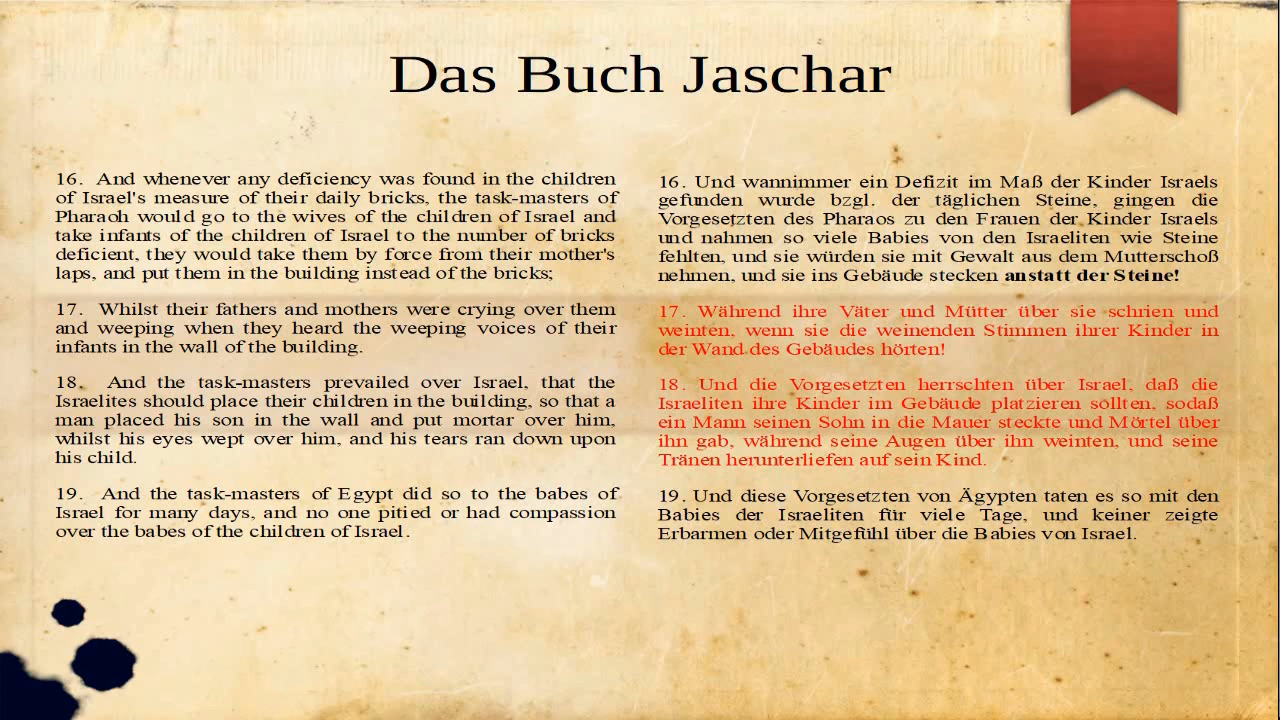 Das Buch Jaschar
16. And whenever any deficiency was found in the children
of Israel's measure of their daily bricks, the task-masters of
Pharaoh would go to the wives of the children of Israel and
take infants of the children of Israel to the number of bricks
deficient, they would take them by force from their mother's
laps, and put them in the building instead of the bricks;
17. Whilst their fathers and mothers were crying over them
and weeping when they heard the weeping voices of their
infants in the wall of the building.
18. And the task-masters prevailed over Israel, that the
Israelites should place their children in the building, so that a
man placed his son in the wall and put mortar over him,
whilst his eyes wept over him, and his tears ran down upon
his child.
19. And the task-masters of Egypt did so to the babes of
Israel for many days, and no one pitied or had compassion
over the babes of the children of Israel.
16. Und wannimmer ein Defizit im Maß der Kinder Israels
gefunden wurde bzgl. der täglichen Steine, gingen die
Vorgesetzten des Pharaos zu den Frauen der Kinder Israels
und nahmen so viele Babies von den Israeliten wie Steine
fehlten, und sie würden sie mit Gewalt aus dem Mutterschoß
nehmen, und sie ins Gebäude stecken anstatt der Steine!
17. Während ihre Väter und Mütter über sie schrien und
weinten, wenn sie die weinenden Stimmen ihrer Kinder in
der Wand des Gebäudes hörten!
18. Und die Vorgesetzten herrschten über Israel, daß die
Israeliten ihre Kinder im Gebäude platzieren sollten, sodaß
ein Mann seinen Sohn in die Mauer steckte und Mörtel über
ihn gab, während seine Augen über ihn weinten, und seine
Tränen herunterliefen auf sein Kind.
19. Und diese Vorgesetzten von Ägypten taten es so mit den
Babies der Israeliten für viele Tage, und keiner zeigte
Erbarmen oder Mitgefühl über die Babies von Israel.